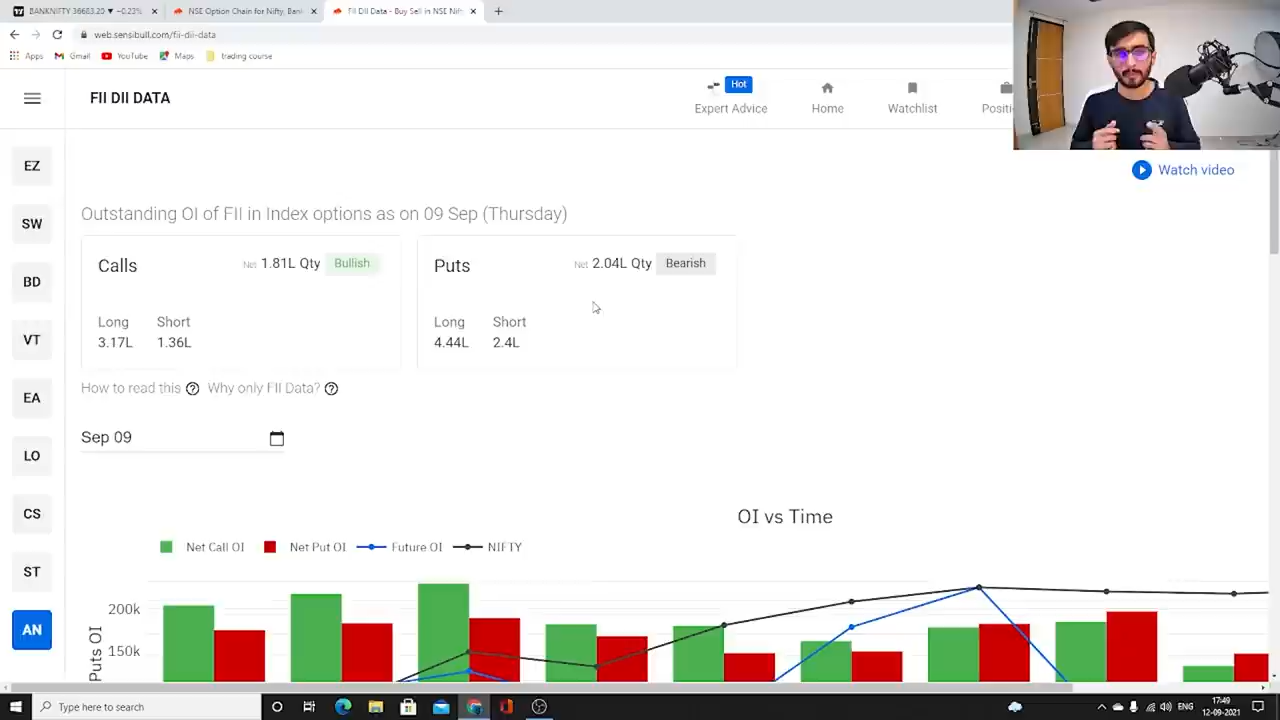 BANKNIFTY 36683.20 ▼ −0.23%
NSE Option Chain for Nifty, Bank
FII DII Data - Buy Sell in NSE Nifty
web.sensibull.com/fii-dii-data
Apps Gmail YouTube Maps trading course
FII DII DATA
Hot
Expert Advice Home Watchlist Positi
EZ
SW
BD
VT
EA
LO
CS
ST
AN
Watch video
Outstanding OI of FII in Index options as on 09 Sep (Thursday)
Calls Net 1.81L Qty Bullish
Long Short
3.17L 1.36L
Puts Net 2.04L Qty Bearish
Long Short
4.44L 2.4L
How to read this Why only FII Data?
Sep 09
OI vs Time
Net Call OI Net Put OI Future OI NIFTY
200k
150k
Puts OI
Type here to search
17:49
12-09-2021